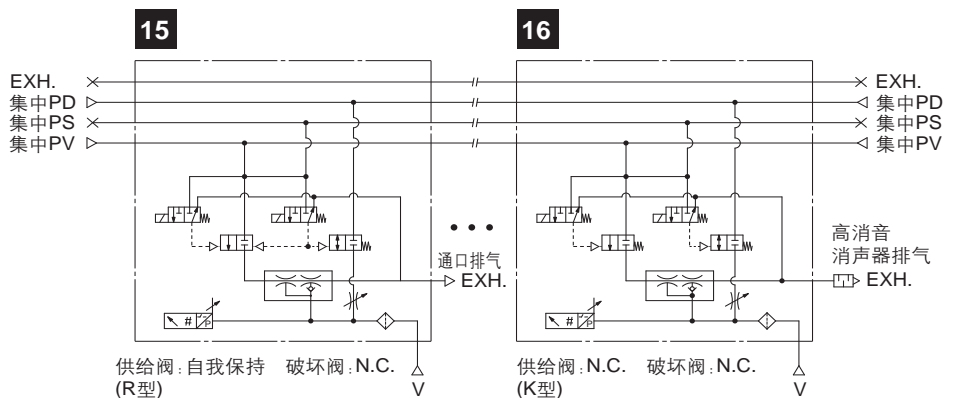 15
16
EXH.
集中PD
集中PS
集中PV
EXH.
集中PD
集中PS
集中PV
通口排气
EXH.
高消音
消声器排气
EXH.
# P
# P
供给阀:自我保持
(R型)
破坏阀:N.C.
V
供给阀:N.C.
(K型)
破坏阀:N.C.
V